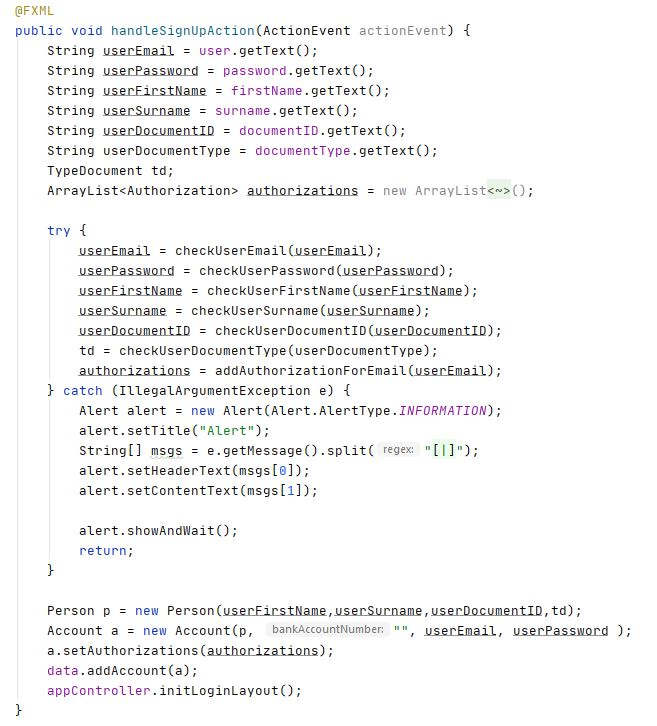 @FXML
public void handleSignUpAction(ActionEvent actionEvent) {
    String userEmail = user.getText();
    String userPassword = password.getText();
    String userFirstName = firstName.getText();
    String userSurname = surname.getText();
    String userDocumentID = documentID.getText();
    String userDocumentType = documentType.getText();
    TypeDocument td;
    ArrayList<Authorization> authorizations = new ArrayList<~>();

    try {
        userEmail = checkUserEmail(userEmail);
        userPassword = checkUserPassword(userPassword);
        userFirstName = checkUserFirstName(userFirstName);
        userSurname = checkUserSurname(userSurname);
        userDocumentID = checkUserDocumentID(userDocumentID);
        td = checkUserDocumentType(userDocumentType);
        authorizations = addAuthorizationForEmail(userEmail);
    } catch (IllegalArgumentException e) {
        Alert alert = new Alert(Alert.AlertType.INFORMATION);
        alert.setTitle("Alert");
        String[] msgs = e.getMessage().split( regex: "[|]");
        alert.setHeaderText(msgs[0]);
        alert.setContentText(msgs[1]);

        alert.showAndWait();
        return;
    }

    Person p = new Person(userFirstName,userSurname,userDocumentID,td);
    Account a = new Account(p, bankAccountNumber: "", userEmail, userPassword );
    a.setAuthorizations(authorizations);
    data.addAccount(a);
    appController.initLoginLayout();
}